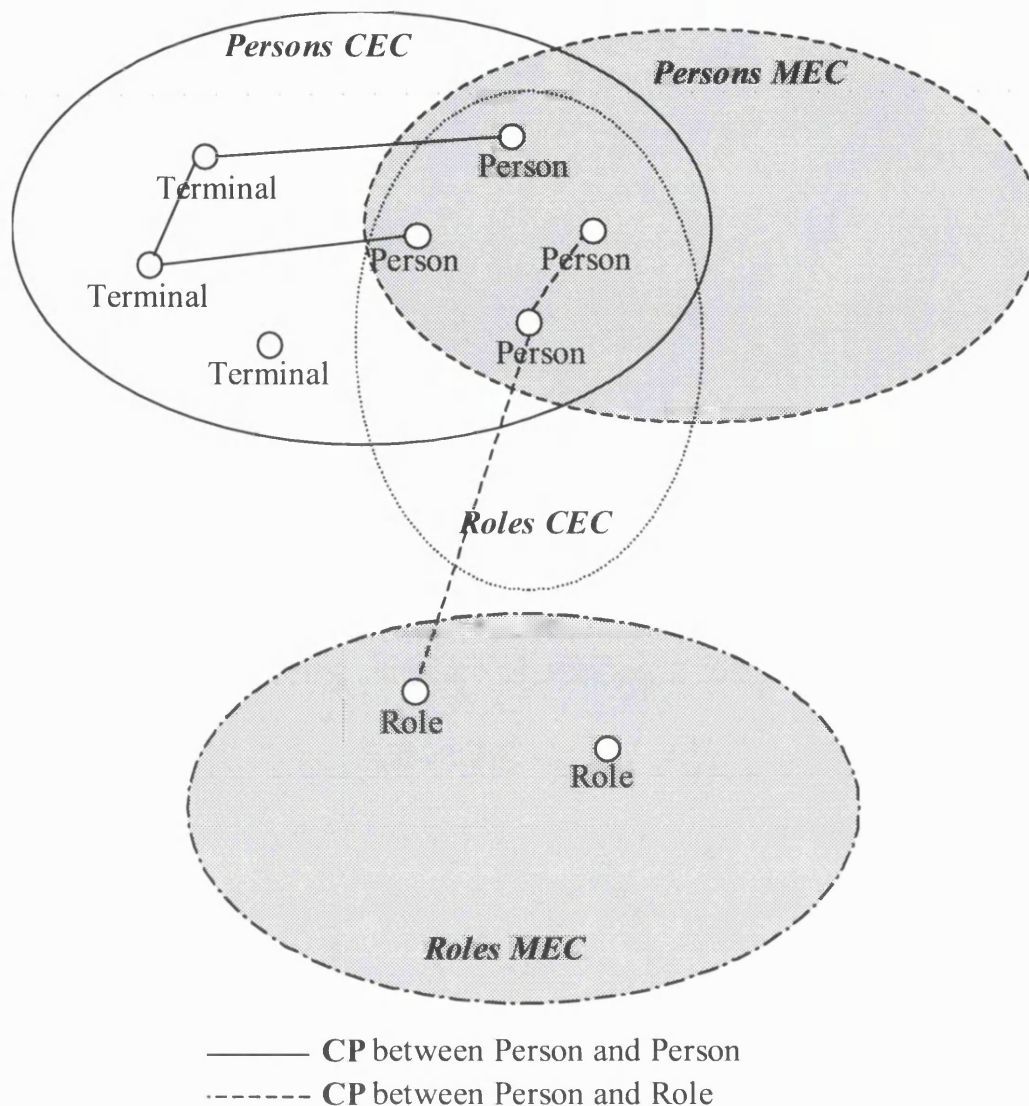 Persons CEC
Persons MEC
Person
Terminal
Person
Person
Terminal
Person
Terminal
Roles CEC
Role
Role
Roles MEC
CP between Person and Person
CP between Person and Role